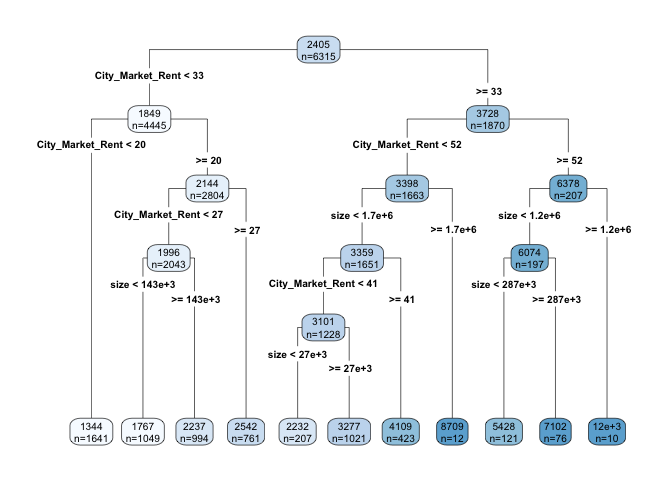 2405
n=6315
City_Market_Rent < 33
>= 33
1849
n=4445
3728
n=1870
City_Market_Rent < 20
>= 20
City_Market_Rent < 52
>= 52
2144
n=2804
3398
n=1663
6378
n=207
City_Market_Rent < 27
>= 27
size < 1.7e+6
>= 1.7e+6
size < 1.2e+6
>= 1.2e+6
1996
n=2043
3359
n=1651
6074
n=197
size < 143e+3
>= 143e+3
City_Market_Rent < 41
>= 41
size < 287e+3
>= 287e+3
3101
n=1228
size < 27e+3
>= 27e+3
1344
n=1641
1767
n=1049
2237
n=994
2542
n=761
2232
n=207
3277
n=1021
4109
n=423
8709
n=12
5428
n=121
7102
n=76
12e+3
n=10